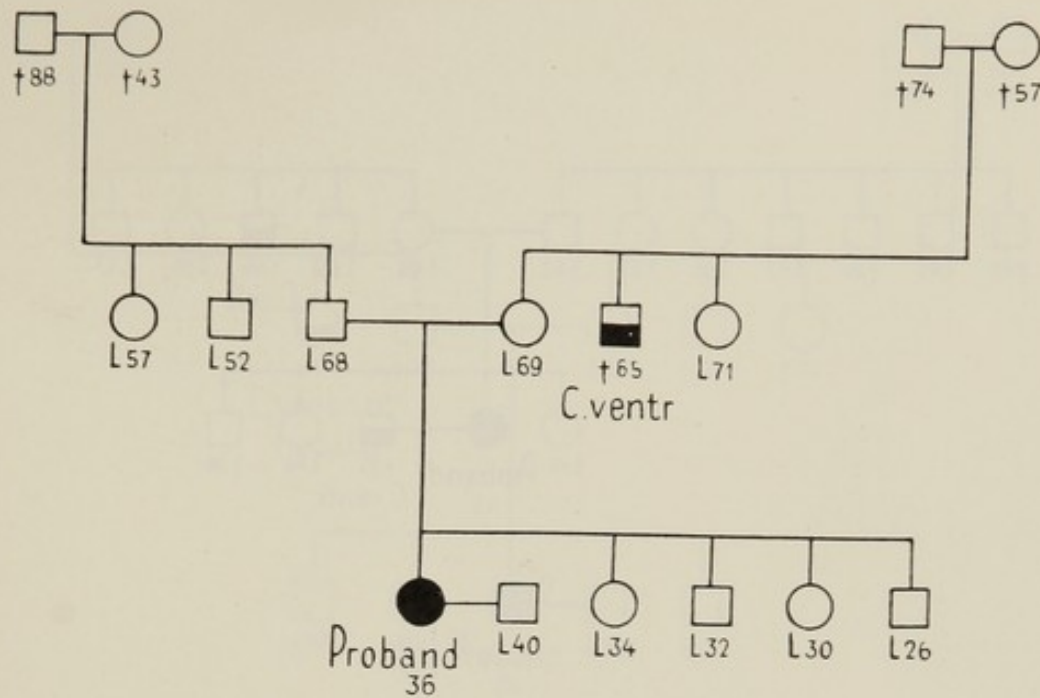 †88 †43 †74 †57
L57 L52 L68 L69 †65 L71
C.ventr
L40 L34 L32 L30 L26
Proband
36